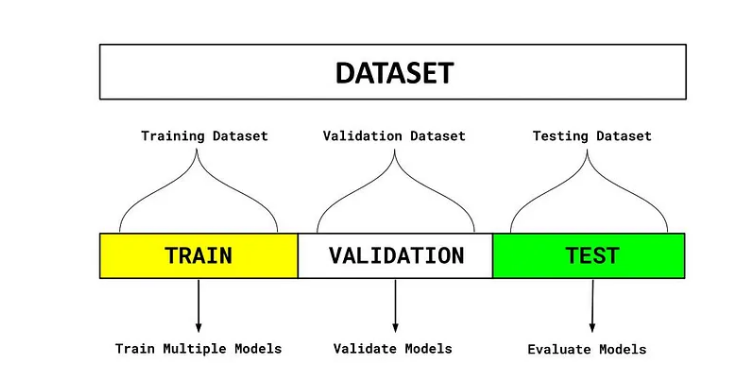 DATASET
Training Dataset
Validation Dataset
Testing Dataset
TRAIN
VALIDATION
TEST
Train Multiple Models
Validate Models
Evaluate Models